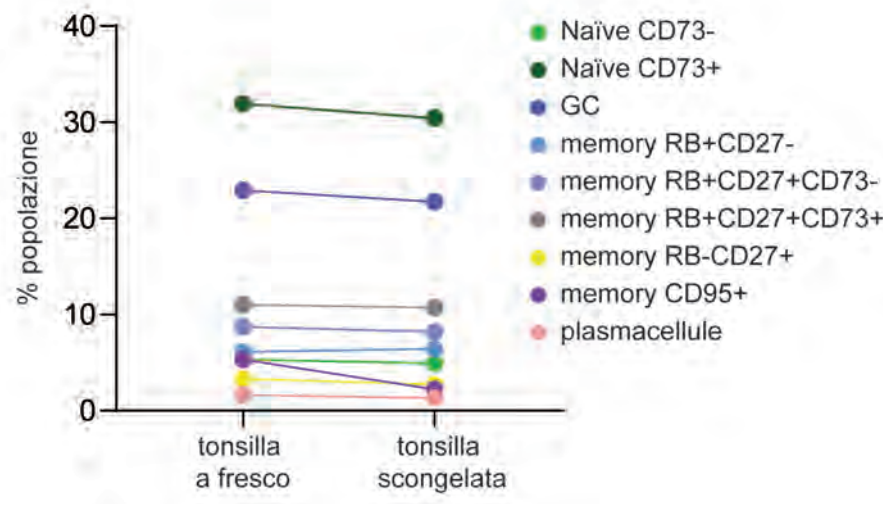 % popolazione
40
30
20
10
0
tonsilla
a fresco
tonsilla
scongelata
Naïve CD73-
Naïve CD73+
GC
memory RB+CD27-
memory RB+CD27+CD73-
memory RB+CD27+CD73+
memory RB-CD27+
memory CD95+
plasmacellule